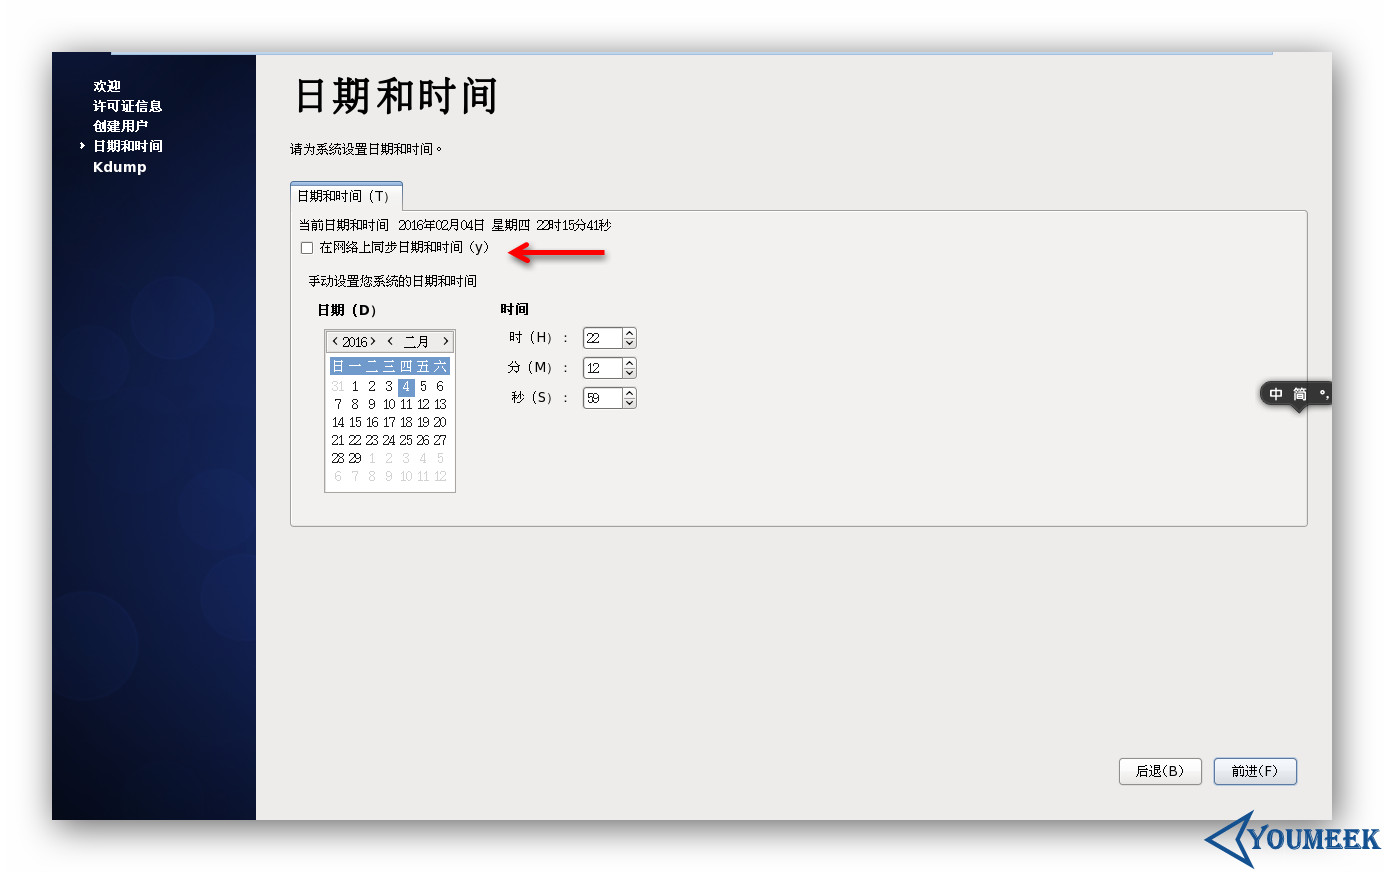 欢迎
许可证信息
创建用户
日期和时间
Kdump
日期和时间
请为系统设置日期和时间。
日期和时间（T）
当前日期和时间 2016年02月04日 星期四 22时15分41秒
在网络上同步日期和时间（y）
手动设置您系统的日期和时间
日期（D）
时间
2016 二月
日 一 二 三 四 五 六
31 1 2 3 4 5 6
7 8 9 10 11 12 13
14 15 16 17 18 19 20
21 22 23 24 25 26 27
28 29 1 2 3 4 5
6 7 8 9 10 11 12
时（H）： 22
分（M）： 12
秒（S）： 59
中 简 °,
后退(B) 前进(F)
YOUMEEK